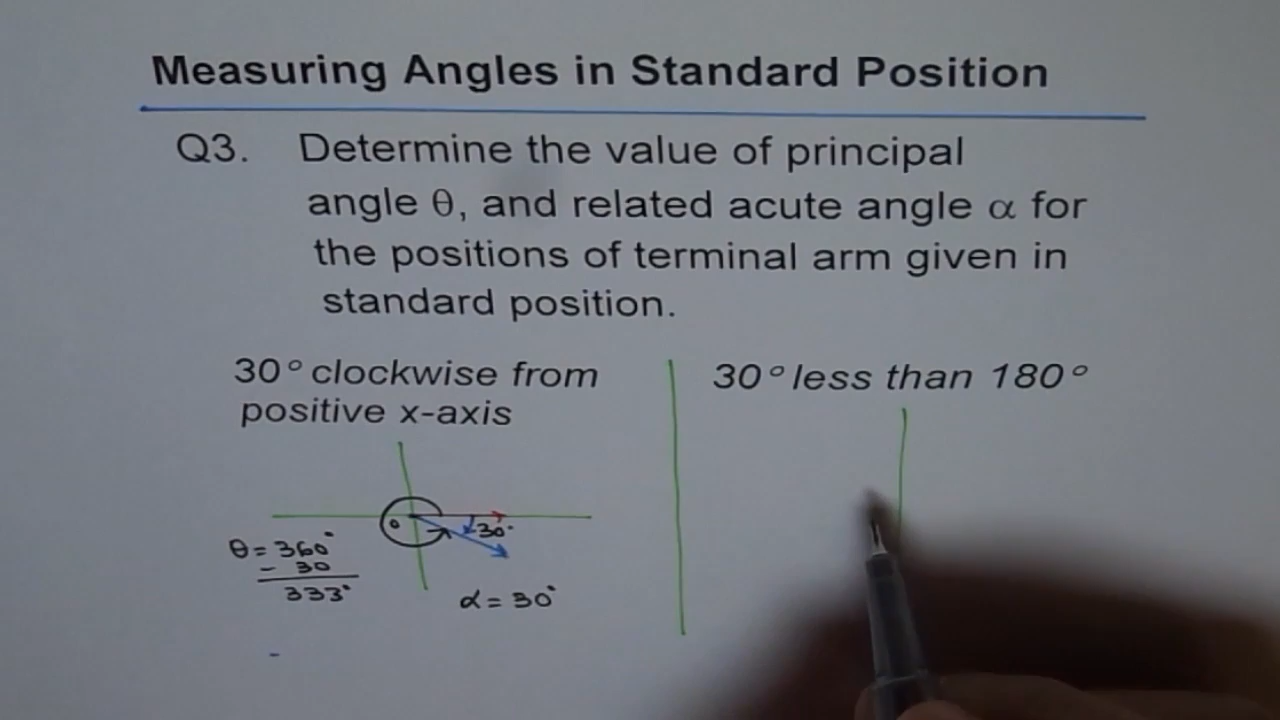 Measuring Angles in Standard Position
Q3. Determine the value of principal
angle θ, and related acute angle α for
the positions of terminal arm given in
standard position.
30° clockwise from
positive x-axis
30° less than 180°
0
30°
θ = 360°
- 30
333°
α = 30°